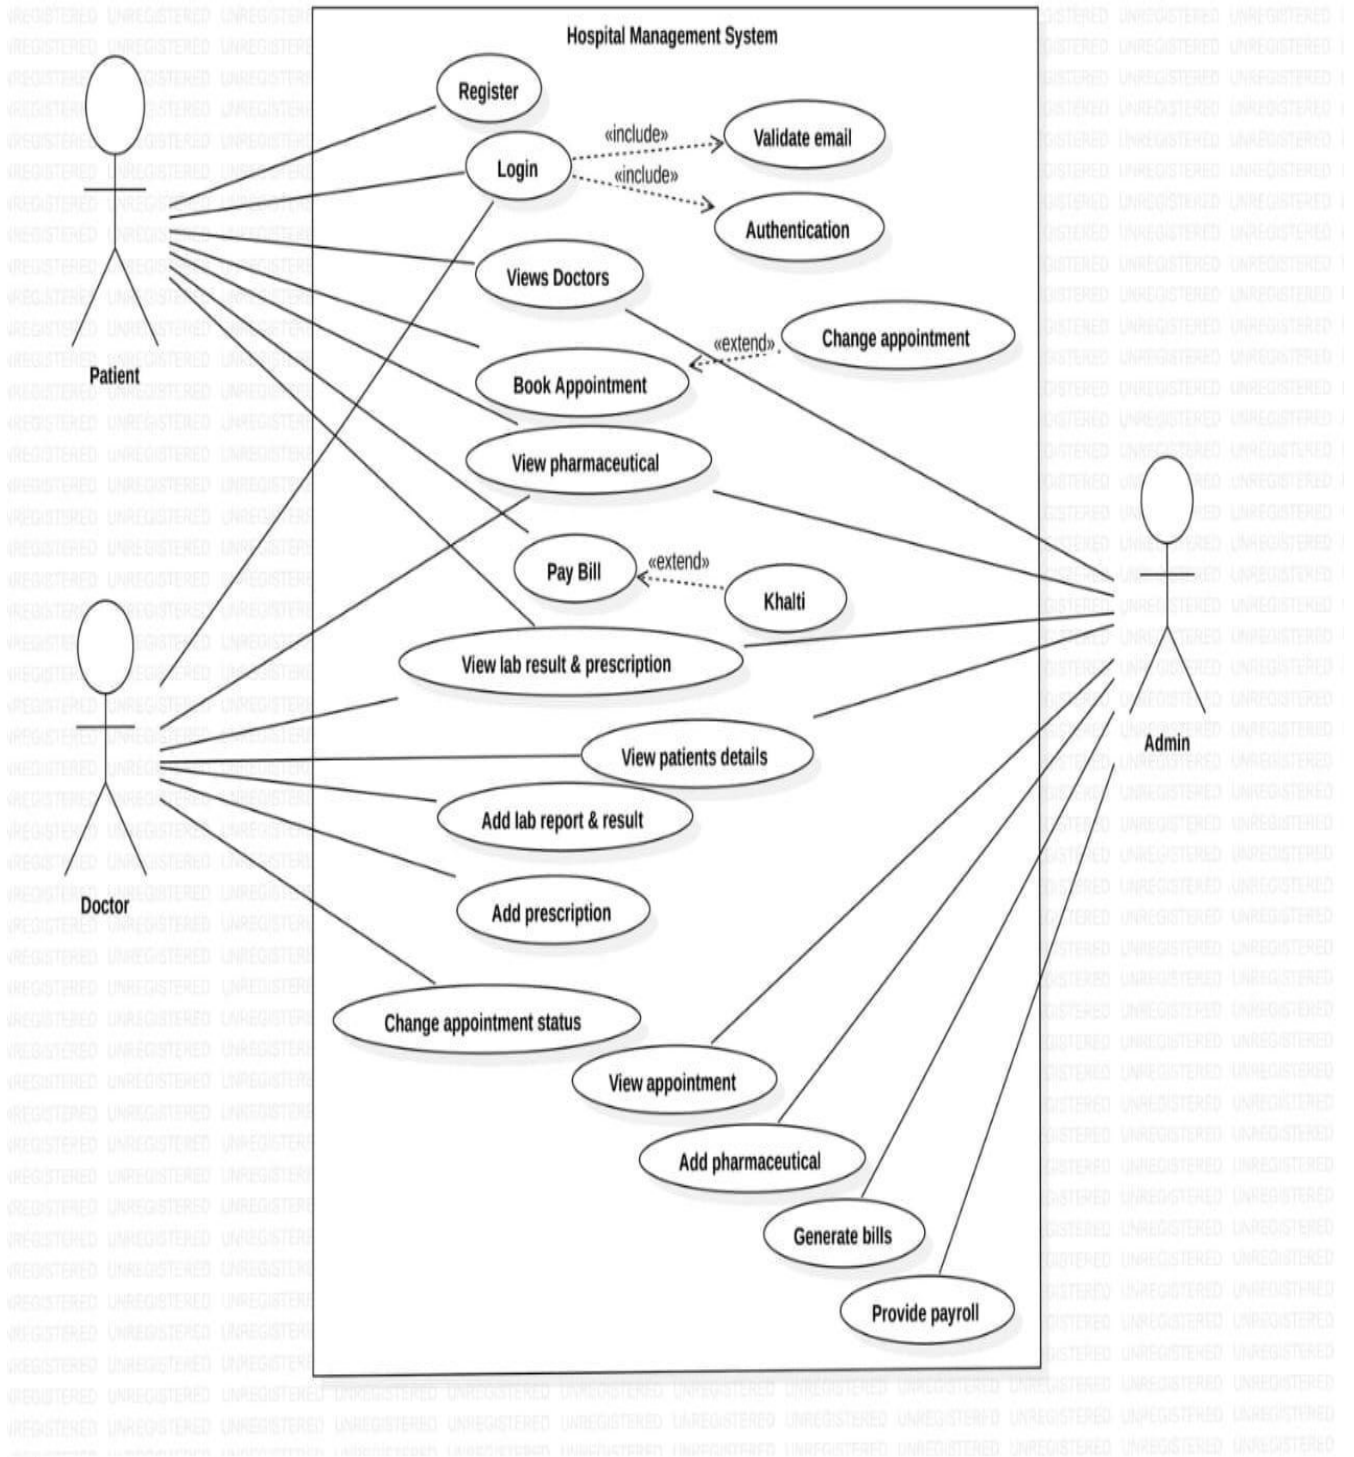 Hospital Management System
Register
«include»
Validate email
Login
«include»
Authentication
Views Doctors
Change appointment
«extend»
Patient
Book Appointment
View pharmaceutical
«extend»
Pay Bill
Khalti
View lab result & prescription
Admin
View patients details
Add lab report & result
Doctor
Add prescription
Change appointment status
View appointment
Add pharmaceutical
Generate bills
Provide payroll
UNREGISTERED